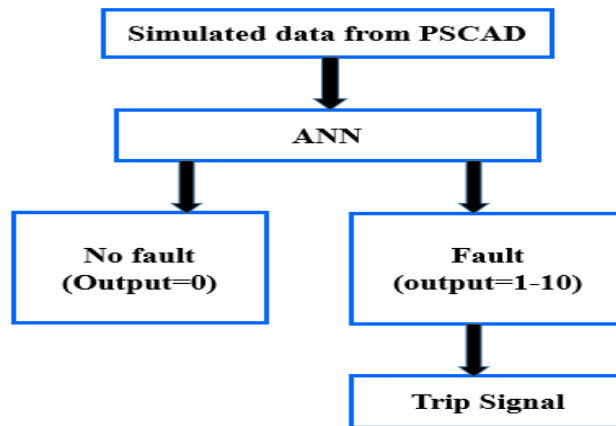 Simulated data from PSCAD
ANN
No fault
(Output=0)
Fault
(output=1-10)
Trip Signal